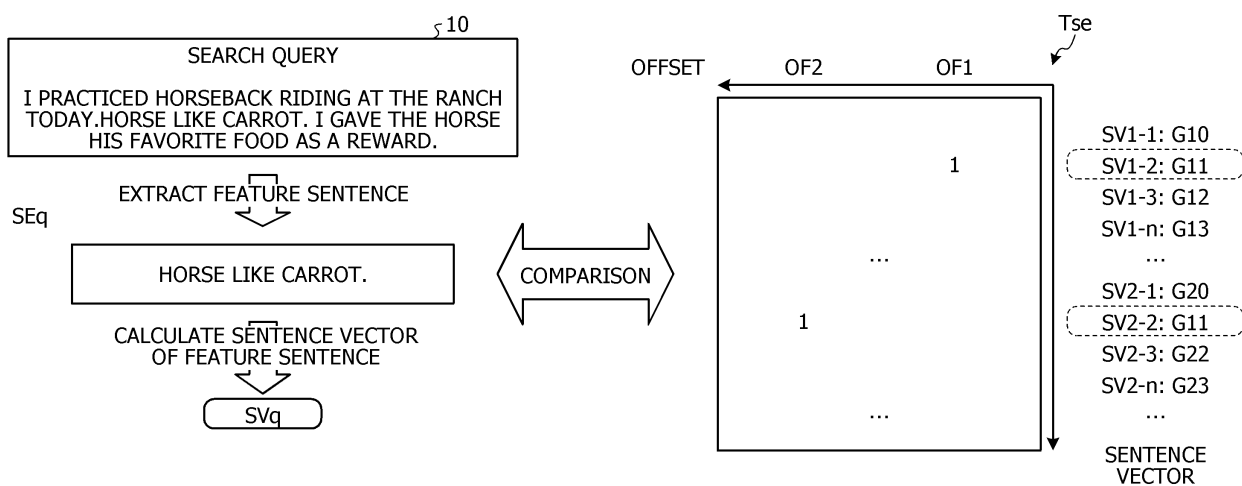 10
SEARCH QUERY
I PRACTICED HORSEBACK RIDING AT THE RANCH
TODAY.HORSE LIKE CARROT. I GAVE THE HORSE
HIS FAVORITE FOOD AS A REWARD.
EXTRACT FEATURE SENTENCE
SEq
HORSE LIKE CARROT.
CALCULATE SENTENCE VECTOR
OF FEATURE SENTENCE
SVq
COMPARISON
Tse
OFFSET OF2 OF1
1
...
1
...
SV1-1: G10
SV1-2: G11
SV1-3: G12
SV1-n: G13
...
SV2-1: G20
SV2-2: G11
SV2-3: G22
SV2-n: G23
...
SENTENCE
VECTOR